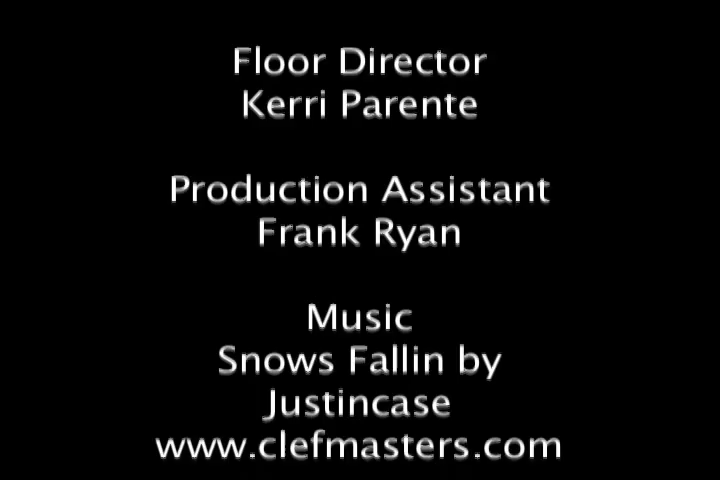 Floor Director
Kerri Parente
Production Assistant
Frank Ryan
Music
Snows Fallin by
Justincase
www.clefmasters.com